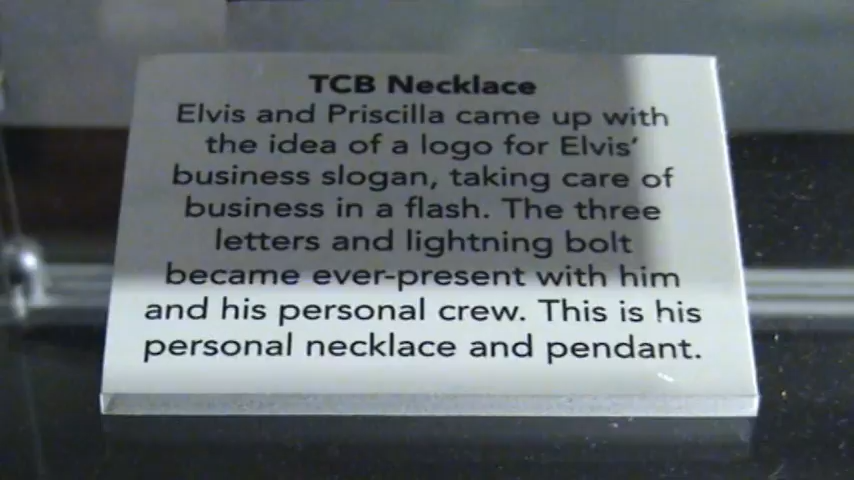 TCB Necklace
Elvis and Priscilla came up with
the idea of a logo for Elvis’
business slogan, taking care of
business in a flash. The three
letters and lightning bolt
became ever-present with him
and his personal crew. This is his
personal necklace and pendant.